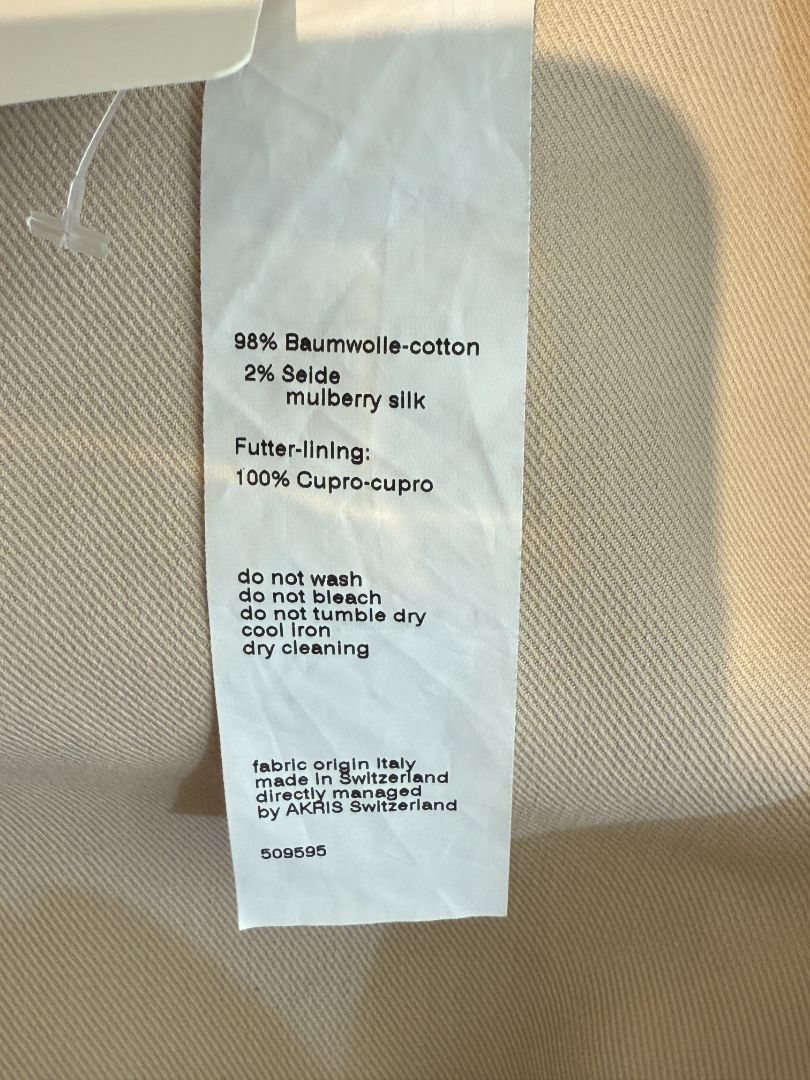 98% Baumwolle-cotton
2% Seide
mulberry silk
Futter-lining:
100% Cupro-cupro
do not wash
do not bleach
do not tumble dry
cool iron
dry cleaning
fabric origin Italy
made in Switzerland
directly managed
by AKRIS Switzerland
509595